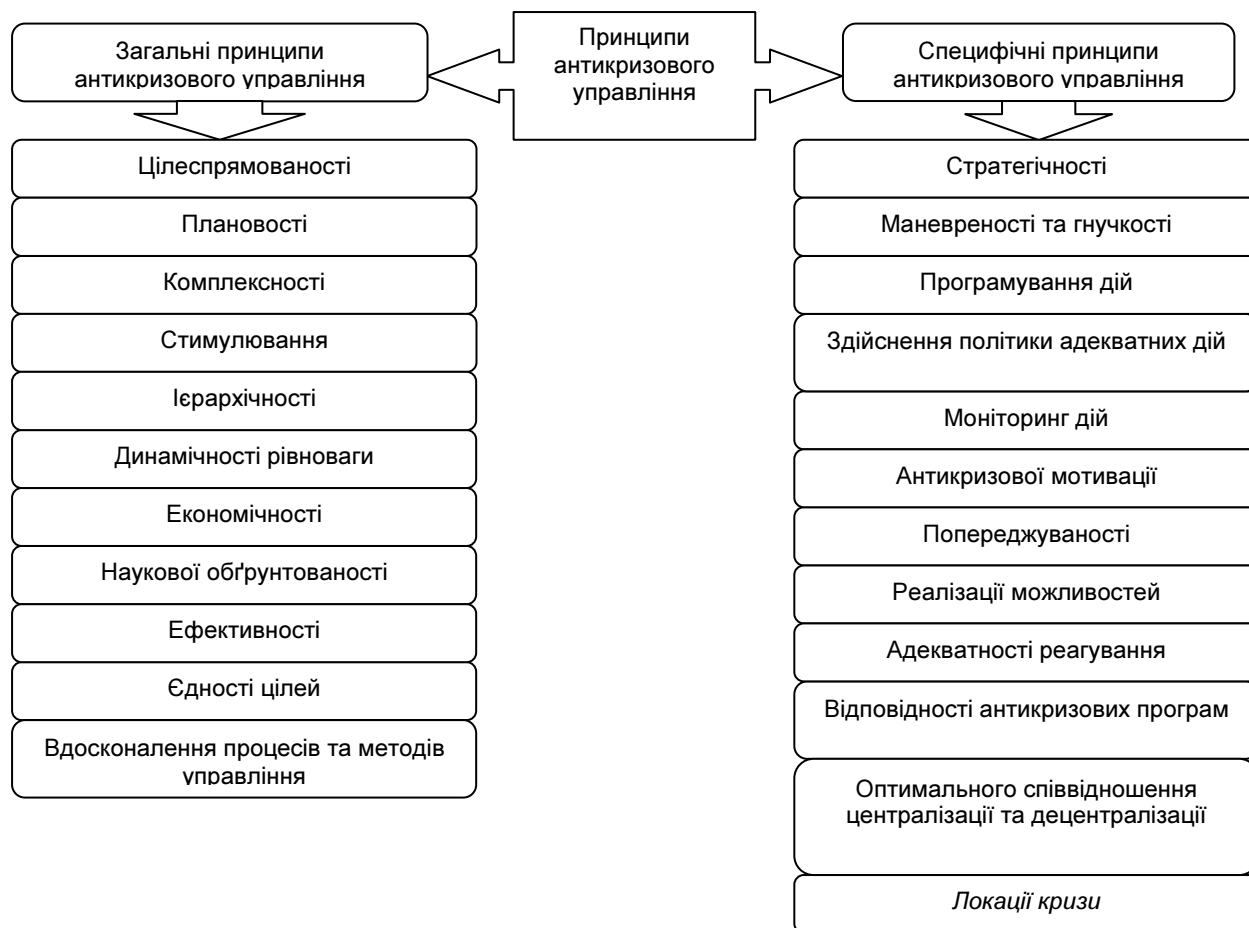 Принципи
антикризового
управління
Загальні принципи
антикризового управління
Цілеспрямованості
Плановості
Комплексності
Стимулювання
Ієрархічності
Динамічності рівноваги
Економічності
Наукової обґрунтованості
Ефективності
Єдності цілей
Вдосконалення процесів та методів
управління
Специфічні принципи
антикризового управління
Стратегічності
Маневреності та гнучкості
Програмування дій
Здійснення політики адекватних дій
Моніторинг дій
Антикризової мотивації
Попереджуваності
Реалізації можливостей
Адекватності реагування
Відповідності антикризових програм
Оптимального співвідношення
централізації та децентралізації
Локації кризи